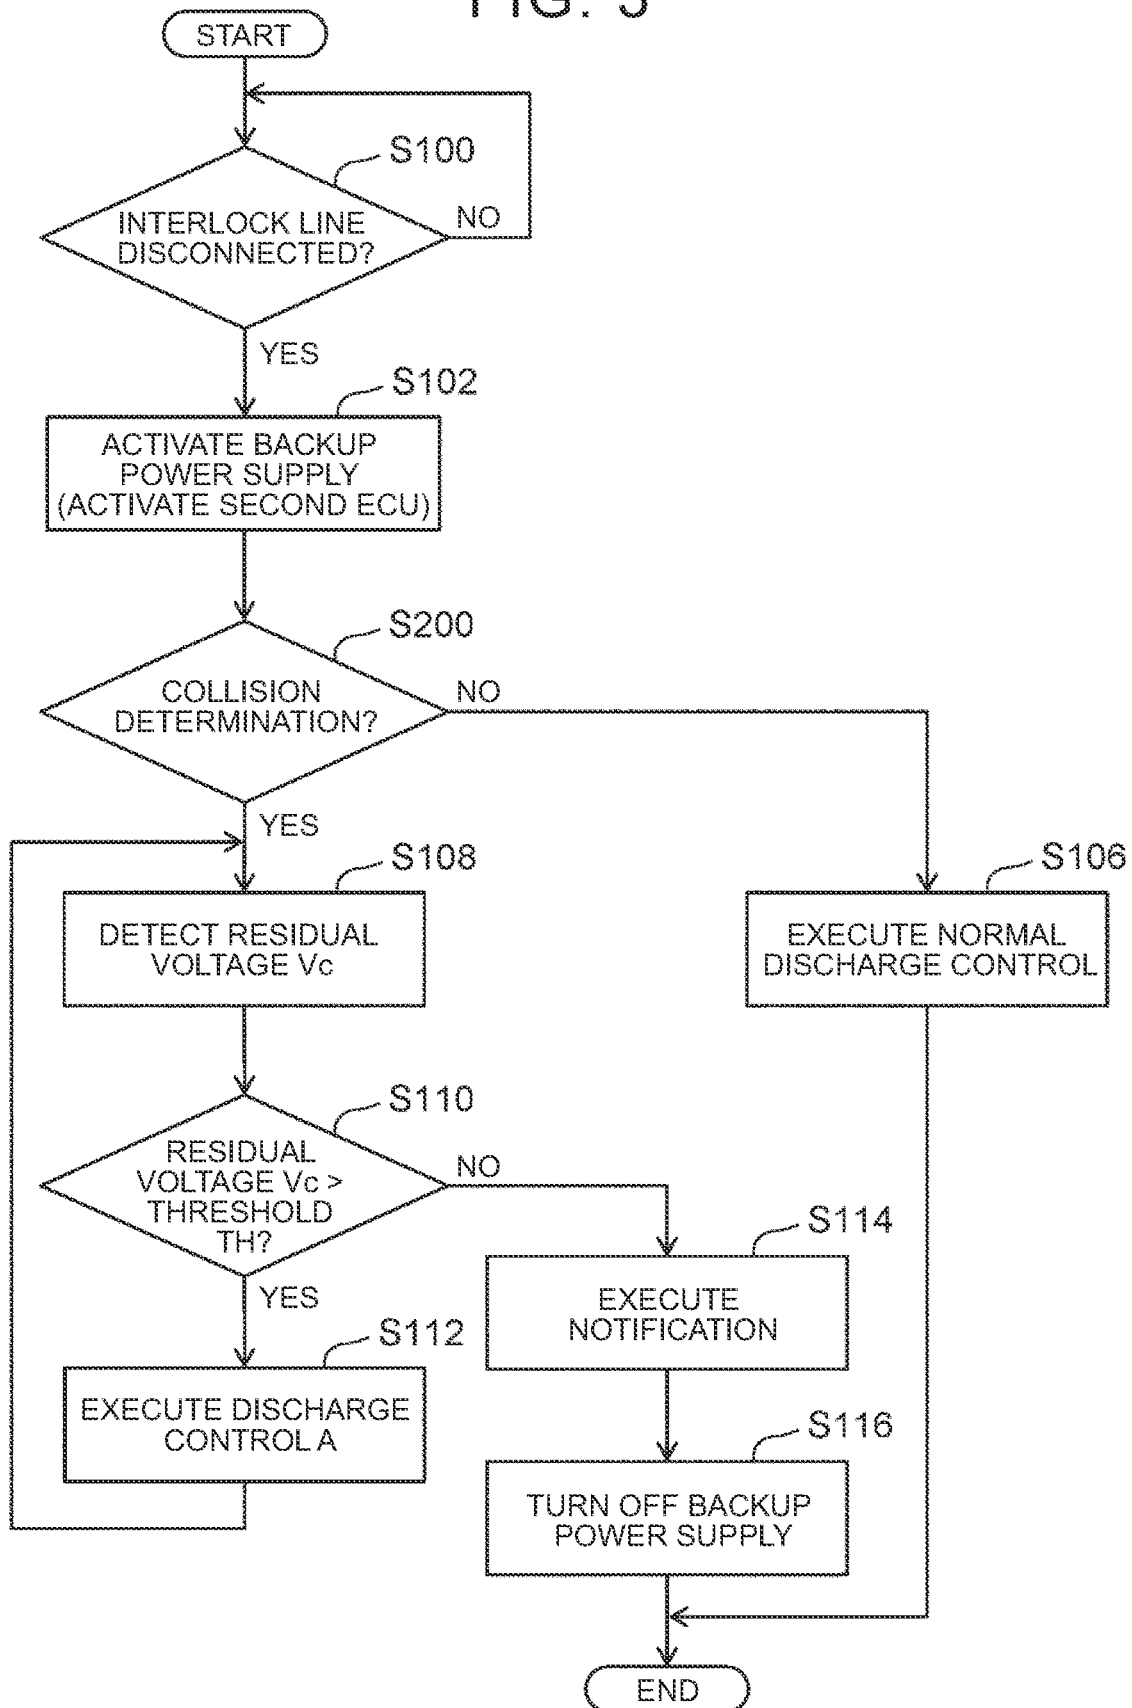 START
S100
INTERLOCK LINE
DISCONNECTED?
NO
YES
S102
ACTIVATE BACKUP
POWER SUPPLY
(ACTIVATE SECOND ECU)
S200
COLLISION
DETERMINATION?
NO
YES
S108
DETECT RESIDUAL
VOLTAGE Vc
S106
EXECUTE NORMAL
DISCHARGE CONTROL
S110
RESIDUAL
VOLTAGE Vc >
THRESHOLD
TH?
NO
YES
S114
EXECUTE
NOTIFICATION
S112
EXECUTE DISCHARGE
CONTROL A
S116
TURN OFF BACKUP
POWER SUPPLY
END